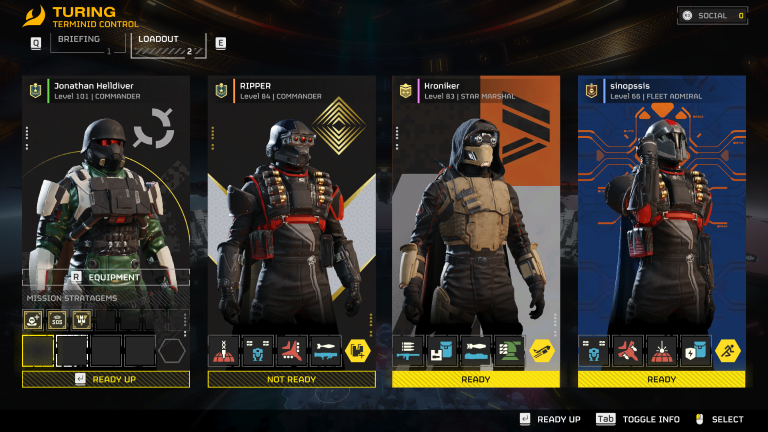 TURING
TERMINID CONTROL
SOCIAL 0
Q BRIEFING 1 LOADOUT 2 E
Jonathan Helldiver
Level 101 | COMMANDER
RIPPER
Level 84 | COMMANDER
Kroniker
Level 83 | STAR MARSHAL
sinopssis
Level 66 | FLEET ADMIRAL
R EQUIPMENT
MISSION STRATAGEMS
SOS
READY UP
NOT READY
READY
READY
READY UP
Tab TOGGLE INFO
SELECT